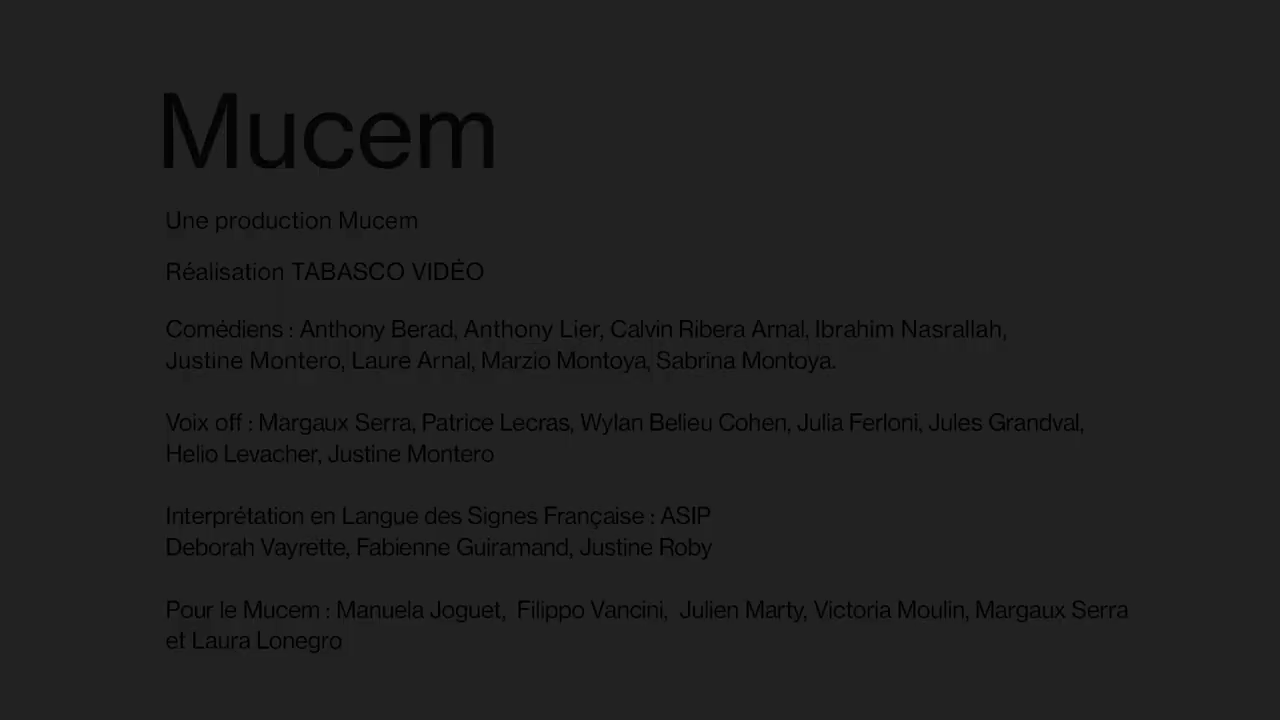 Mucem
Une production Mucem
Réalisation TABASCO VIDÉO
Comédiens : Anthony Berad, Anthony Lier, Calvin Ribera Arnal, Ibrahim Nasrallah,
Justine Montero, Laure Arnal, Marzio Montoya, Sabrina Montoya.
Voix off : Margaux Serra, Patrice Lecras, Wylan Belieu Cohen, Julia Ferloni, Jules Grandval,
Helio Levacher, Justine Montero
Interprétation en Langue des Signes Française : ASIP
Deborah Vayrette, Fabienne Guiramand, Justine Roby
Pour le Mucem : Manuela Joguet, Filippo Vancini, Julien Marty, Victoria Moulin, Margaux Serra
et Laura Lonegro